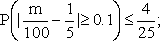 P(|m/100 − 1/5| ≥ 0.1) ≤ 4/25;